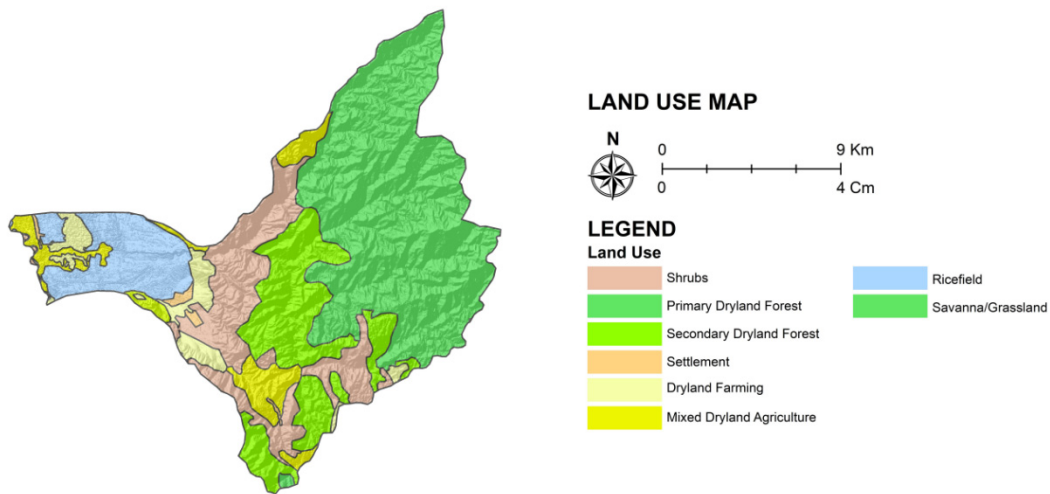 LAND USE MAP
N
0 9 Km
0 4 Cm
LEGEND
Land Use
Shrubs
Primary Dryland Forest
Secondary Dryland Forest
Settlement
Dryland Farming
Mixed Dryland Agriculture
Ricefield
Savanna/Grassland